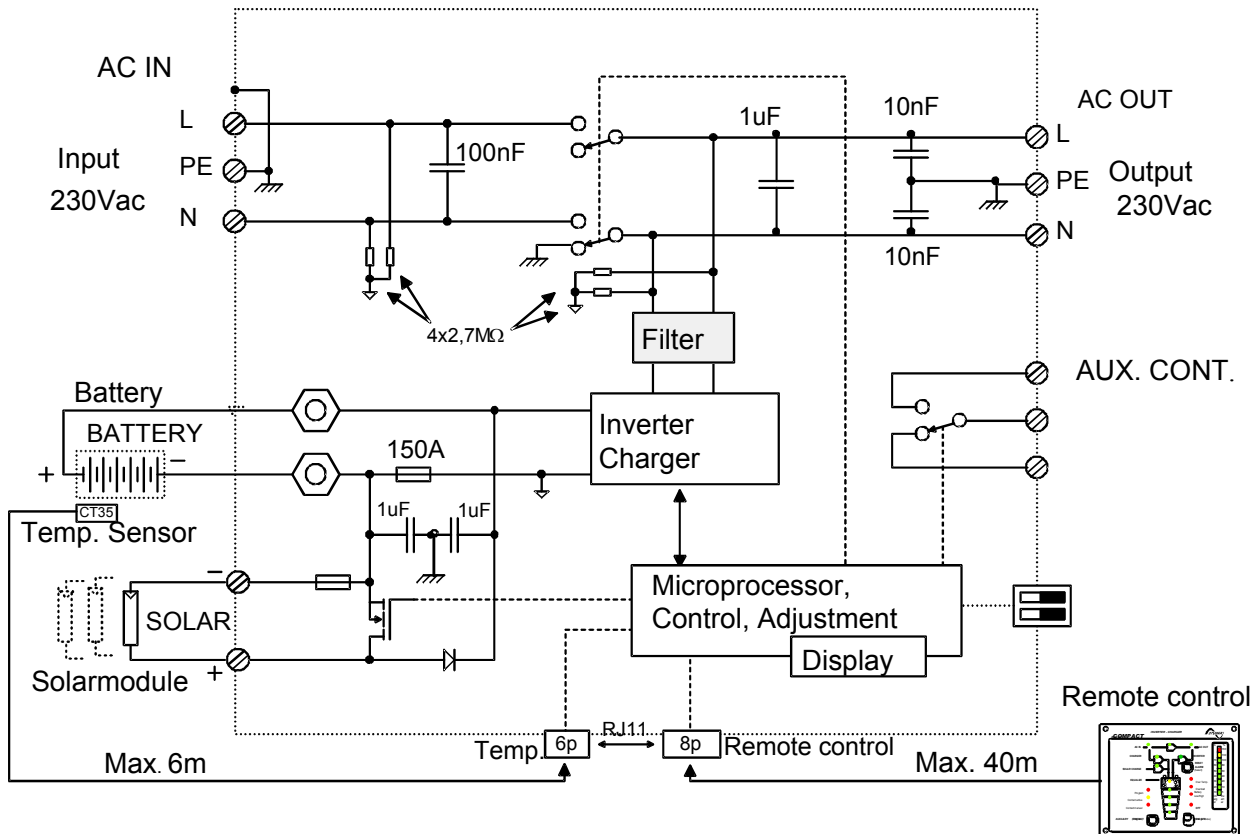 AC IN
L
Input
230Vac
PE
N
100nF
1uF
10nF
10nF
AC OUT
L
PE
Output
230Vac
N
4x2,7MΩ
Filter
AUX. CONT.
Battery
BATTERY
+
−
150A
Inverter
Charger
CT35
Temp. Sensor
1uF
1uF
−
SOLAR
+
Solarmodule
Microprocessor,
Control, Adjustment
Display
Temp.
6p
RJ11
8p
Remote control
Max. 6m
Max. 40m
Remote control
COMPACT